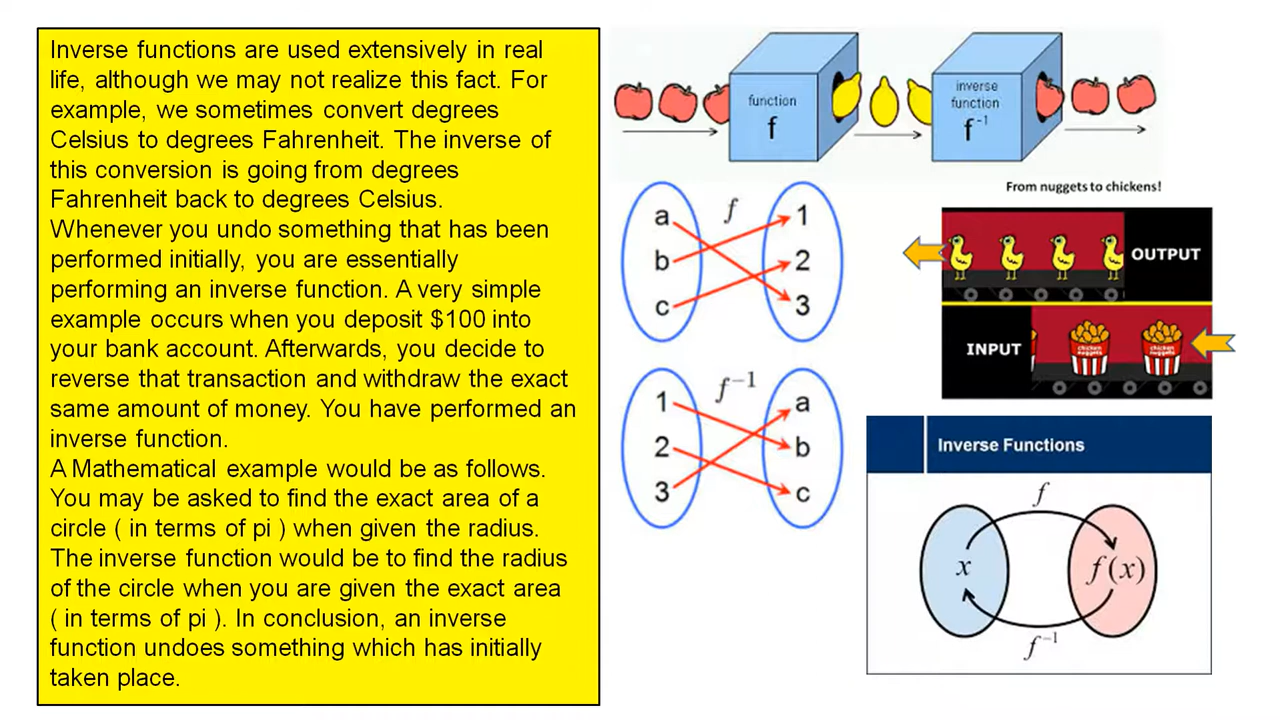 Inverse functions are used extensively in real
life, although we may not realize this fact. For
example, we sometimes convert degrees
Celsius to degrees Fahrenheit. The inverse of
this conversion is going from degrees
Fahrenheit back to degrees Celsius.
Whenever you undo something that has been
performed initially, you are essentially
performing an inverse function. A very simple
example occurs when you deposit $100 into
your bank account. Afterwards, you decide to
reverse that transaction and withdraw the exact
same amount of money. You have performed an
inverse function.
A Mathematical example would be as follows.
You may be asked to find the exact area of a
circle ( in terms of pi ) when given the radius.
The inverse function would be to find the radius
of the circle when you are given the exact area
( in terms of pi ). In conclusion, an inverse
function undoes something which has initially
taken place.
function
f
inverse
function
f⁻¹
f
a
b
c
1
2
3
f⁻¹
1
2
3
a
b
c
From nuggets to chickens!
OUTPUT
INPUT
chicken
nuggets
chicken
nuggets
Inverse Functions
f
x
f(x)
f⁻¹